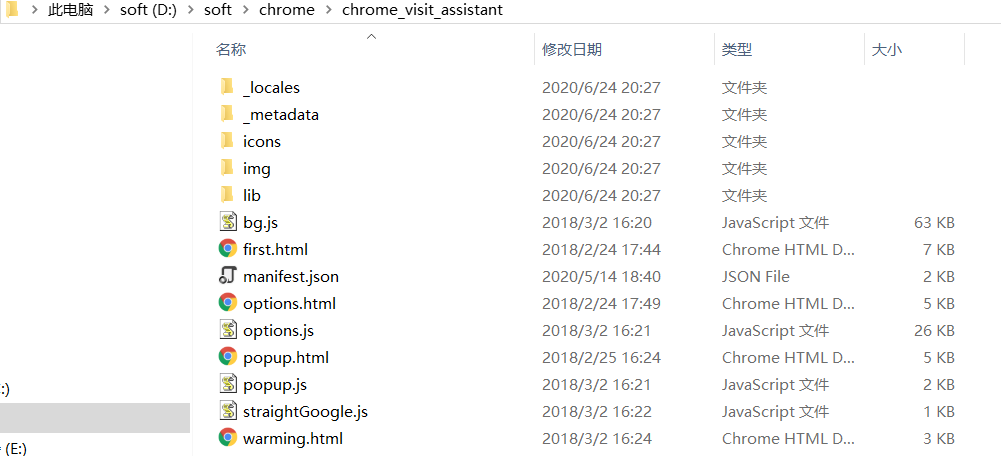 此电脑 > soft (D:) > soft > chrome > chrome_visit_assistant
名称 修改日期 类型 大小
_locales 2020/6/24 20:27 文件夹
_metadata 2020/6/24 20:27 文件夹
icons 2020/6/24 20:27 文件夹
img 2020/6/24 20:27 文件夹
lib 2020/6/24 20:27 文件夹
bg.js 2018/3/2 16:20 JavaScript 文件 63 KB
first.html 2018/2/24 17:44 Chrome HTML D... 7 KB
manifest.json 2020/5/14 18:40 JSON File 2 KB
options.html 2018/2/24 17:49 Chrome HTML D... 5 KB
options.js 2018/3/2 16:21 JavaScript 文件 26 KB
popup.html 2018/2/25 16:24 Chrome HTML D... 5 KB
:) popup.js 2018/3/2 16:21 JavaScript 文件 2 KB
straightGoogle.js 2018/3/2 16:22 JavaScript 文件 1 KB
(E:) warming.html 2018/3/2 16:24 Chrome HTML D... 3 KB